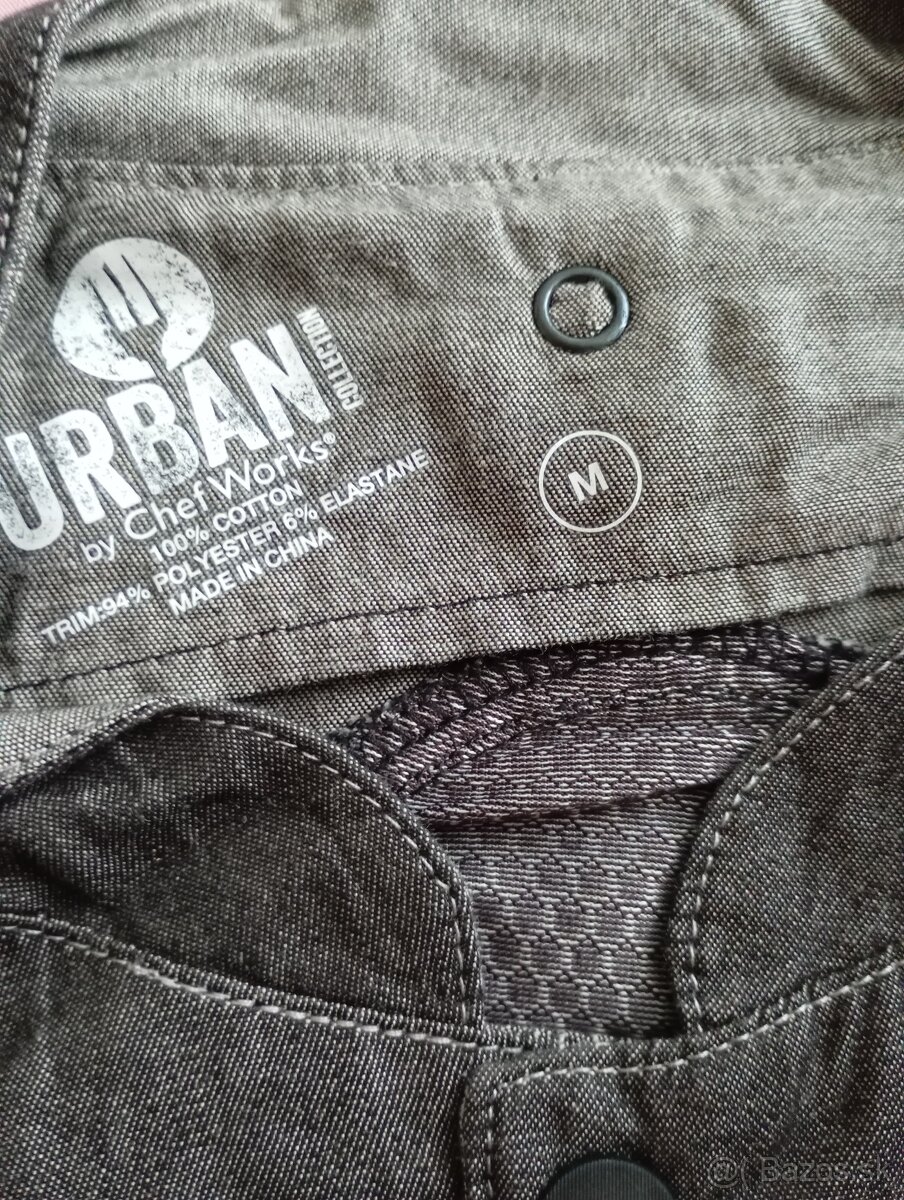 URBAN
COLLECTION
by Chef Works®
100% COTTON
TRIM:94% POLYESTER 6% ELASTANE
MADE IN CHINA
M
Bazos.sk